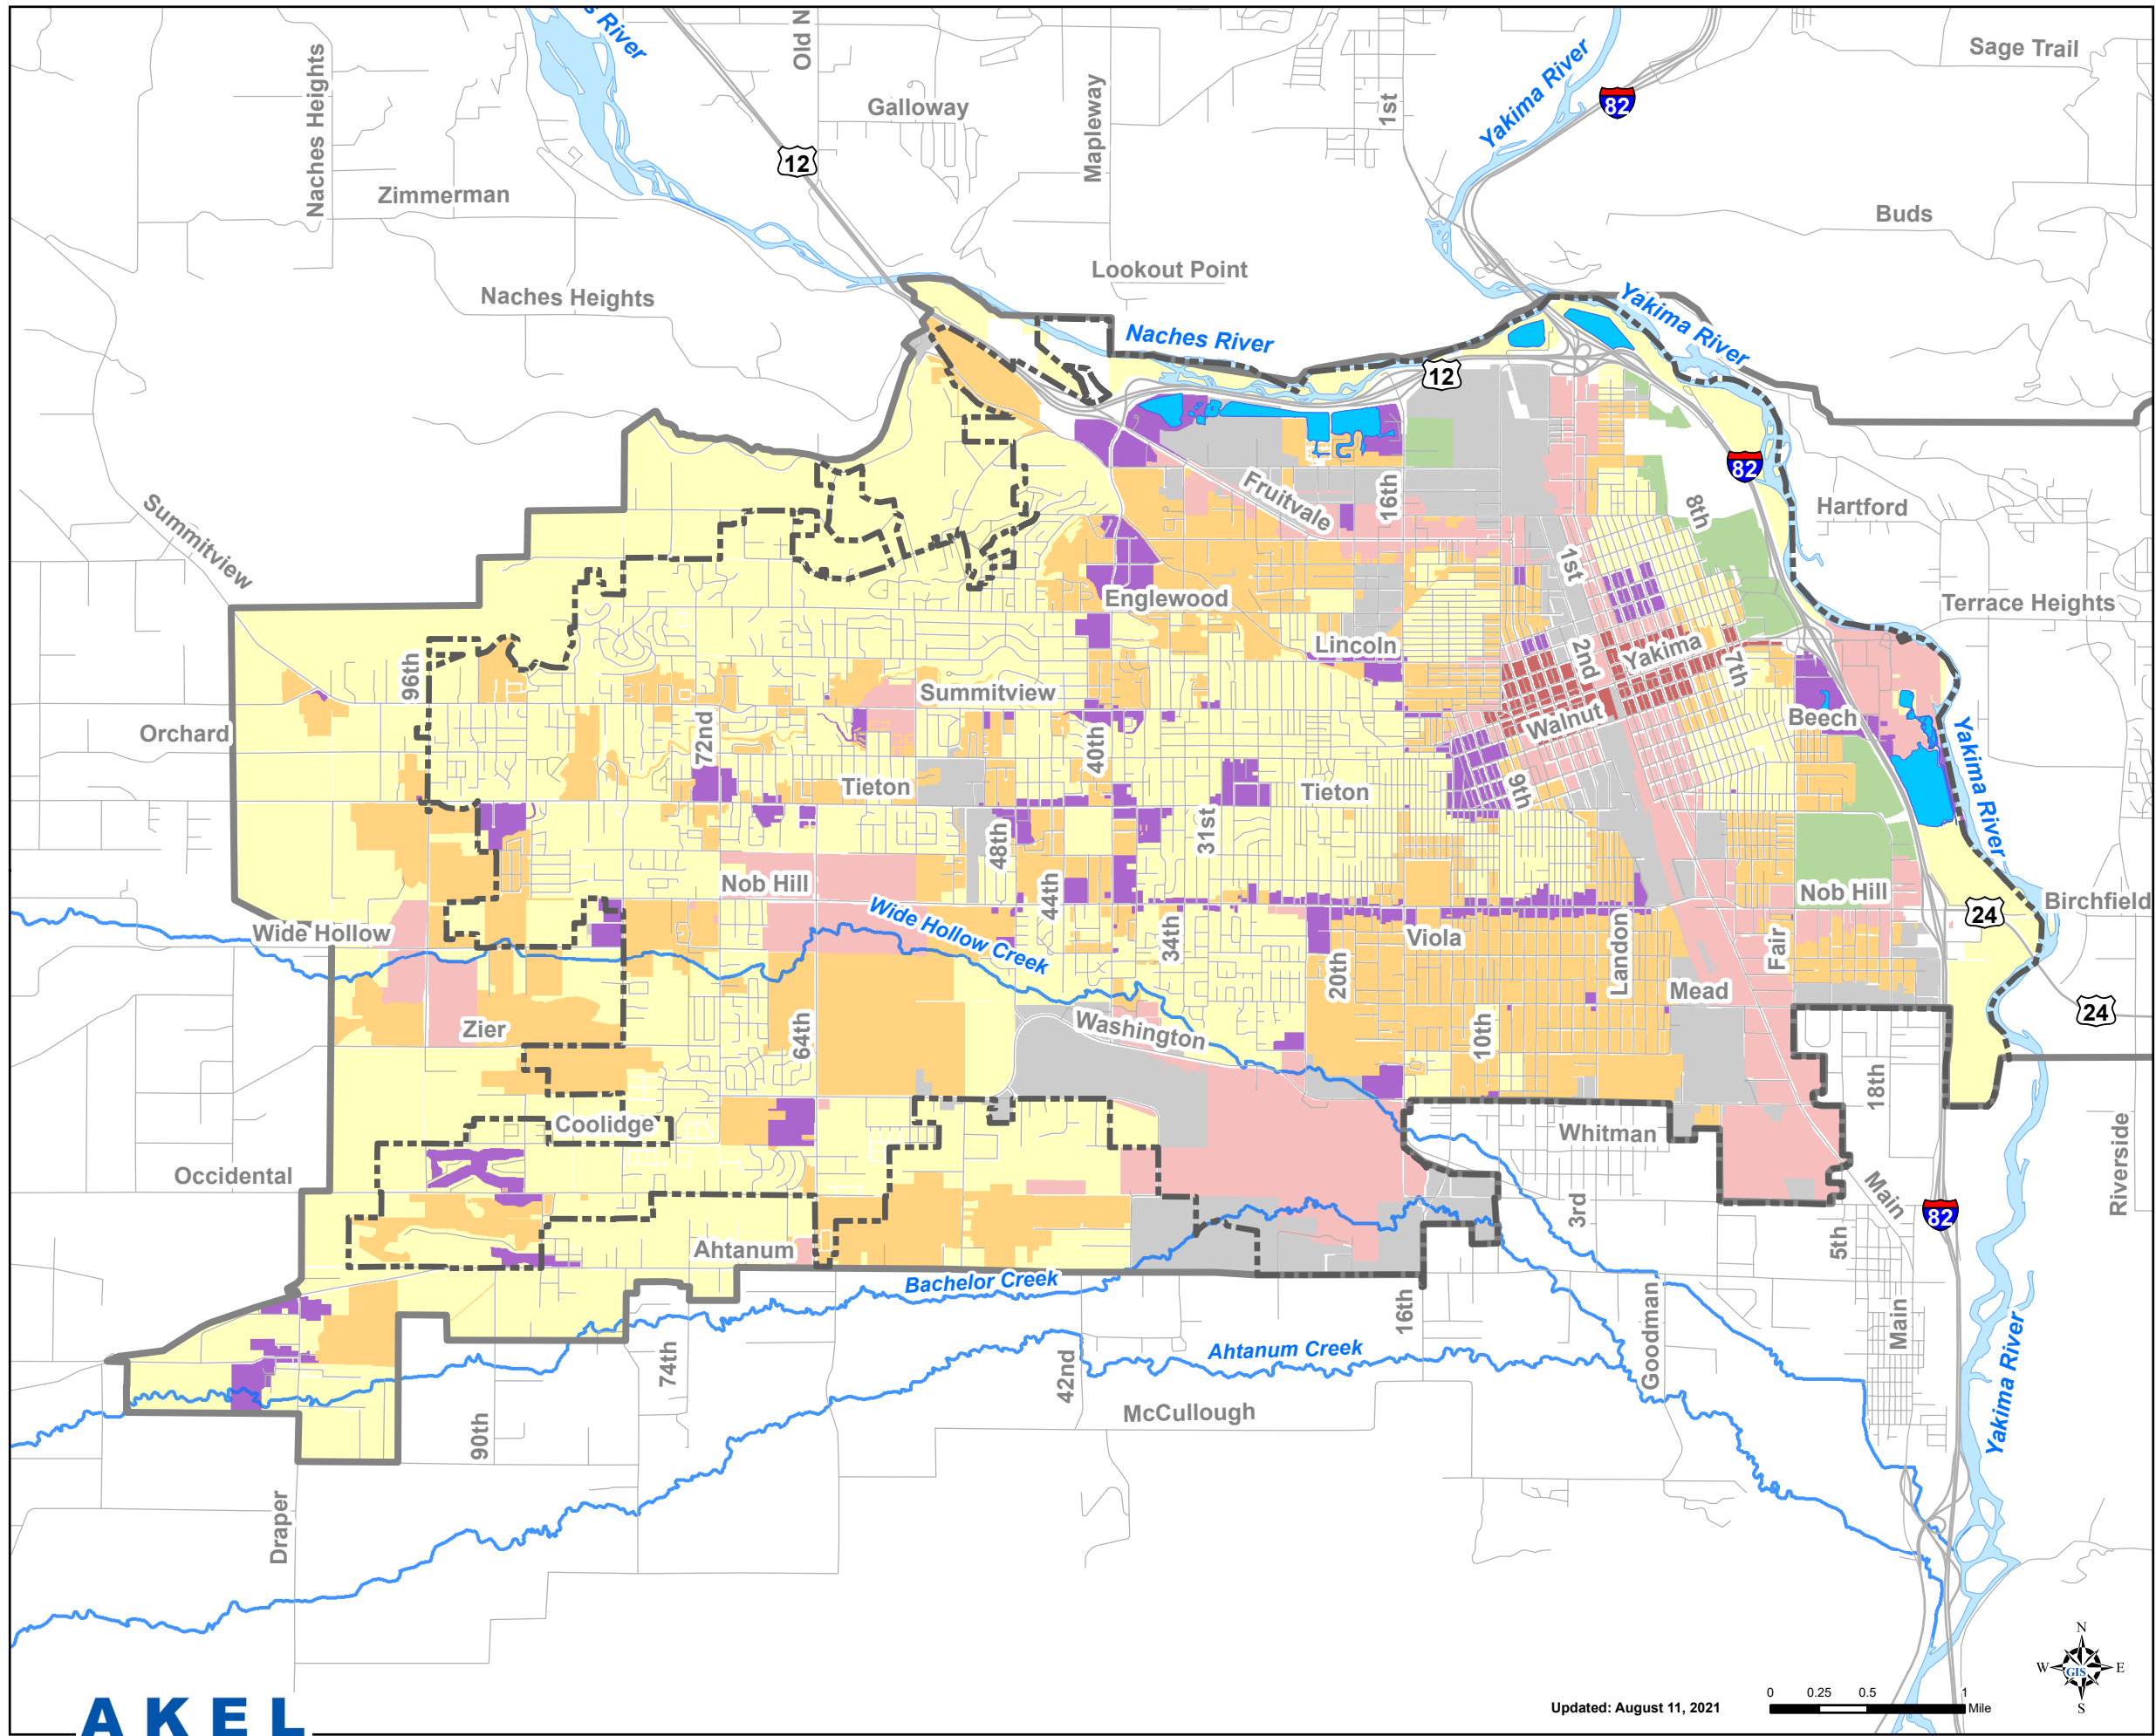 s River
Old N
Sage Trail
Naches Heights
Galloway
Mapleway
1st
Yakima River
82
12
Zimmerman
Buds
Lookout Point
Naches Heights
Naches River
Yakima River
12
82
Summitview
Fruitvale
16th
8th
Hartford
1st
Englewood
Terrace Heights
Lincoln
2nd
Yakima
7th
96th
Summitview
Orchard
72nd
40th
Walnut
Beech
Yakima River
Tieton
Tieton
9th
48th
31st
Nob Hill
44th
Nob Hill
Wide Hollow
Wide Hollow Creek
34th
Viola
Landon
Fair
24
Birchfield
20th
Mead
Zier
64th
Washington
10th
24
18th
Coolidge
Whitman
Occidental
Main
Riverside
3rd
5th
82
Ahtanum
Bachelor Creek
16th
Goodman
Main
74th
42nd
Ahtanum Creek
Yakima River
90th
McCullough
Draper
N
W
GIS
E
S
0 0.25 0.5 1
Mile
Updated: August 11, 2021
AKEL